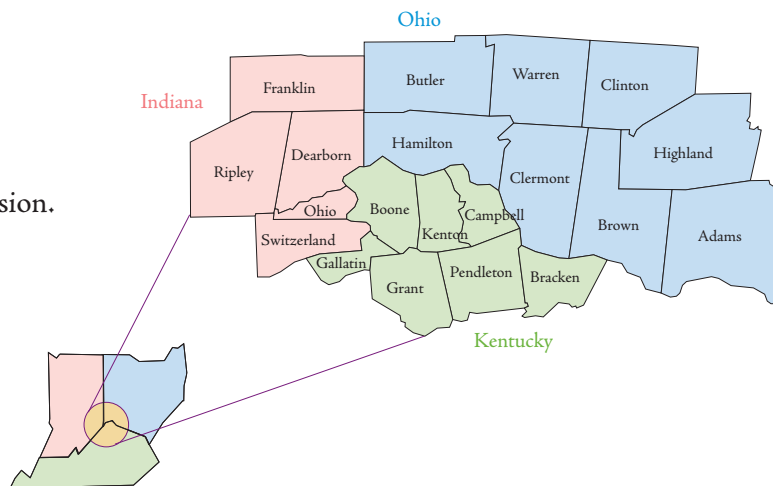 Ohio
Indiana
sion.
Franklin
Butler
Warren
Clinton
Ripley
Dearborn
Hamilton
Highland
Clermont
Ohio
Boone
Campbell
Switzerland
Kenton
Brown
Adams
Gallatin
Grant
Pendleton
Bracken
Kentucky